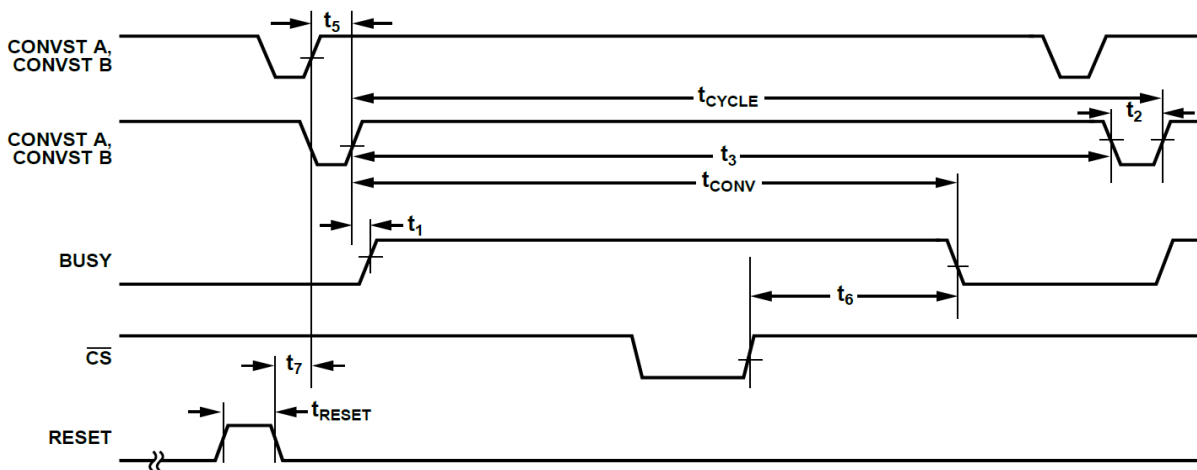 t5
CONVST A,
CONVST B
tCYCLE
t2
CONVST A,
CONVST B
t3
tCONV
t1
BUSY
t6
CS
t7
tRESET
RESET